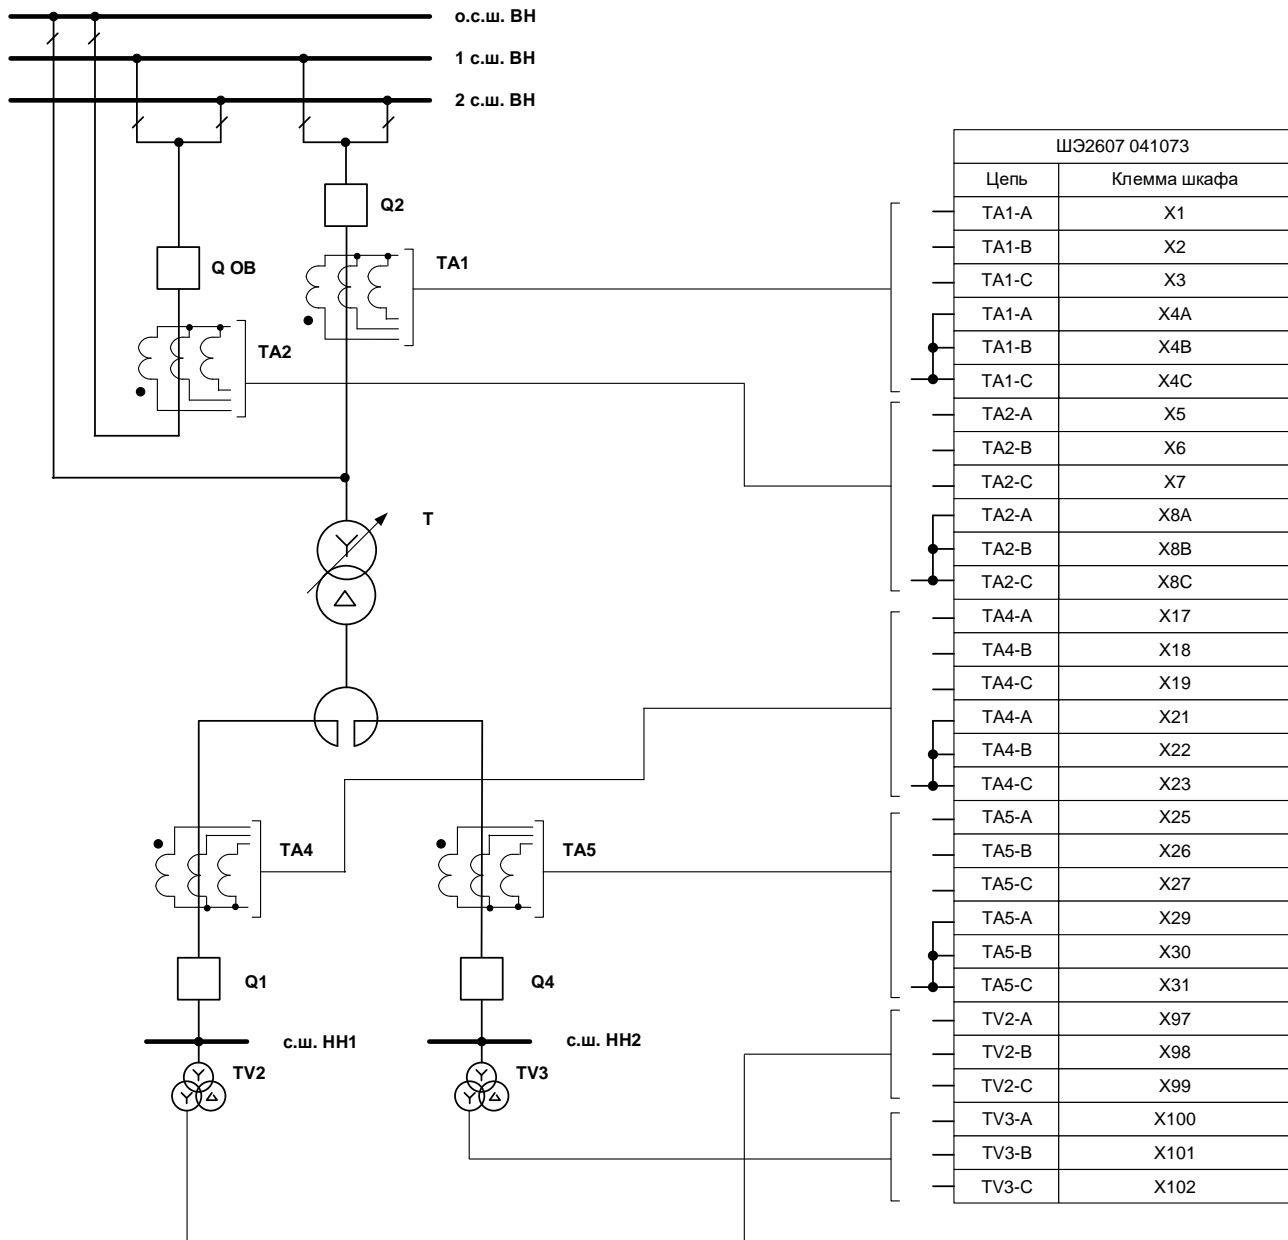 о.с.ш. ВН
1 с.ш. ВН
2 с.ш. ВН
Q2
Q ОВ
TA1
TA2
T
TA4
TA5
Q1
Q4
с.ш. НН1
с.ш. НН2
TV2
TV3
ШЭ2607 041073
Цепь Клемма шкафа
TA1-A X1
TA1-B X2
TA1-C X3
TA1-A X4A
TA1-B X4B
TA1-C X4C
TA2-A X5
TA2-B X6
TA2-C X7
TA2-A X8A
TA2-B X8B
TA2-C X8C
TA4-A X17
TA4-B X18
TA4-C X19
TA4-A X21
TA4-B X22
TA4-C X23
TA5-A X25
TA5-B X26
TA5-C X27
TA5-A X29
TA5-B X30
TA5-C X31
TV2-A X97
TV2-B X98
TV2-C X99
TV3-A X100
TV3-B X101
TV3-C X102